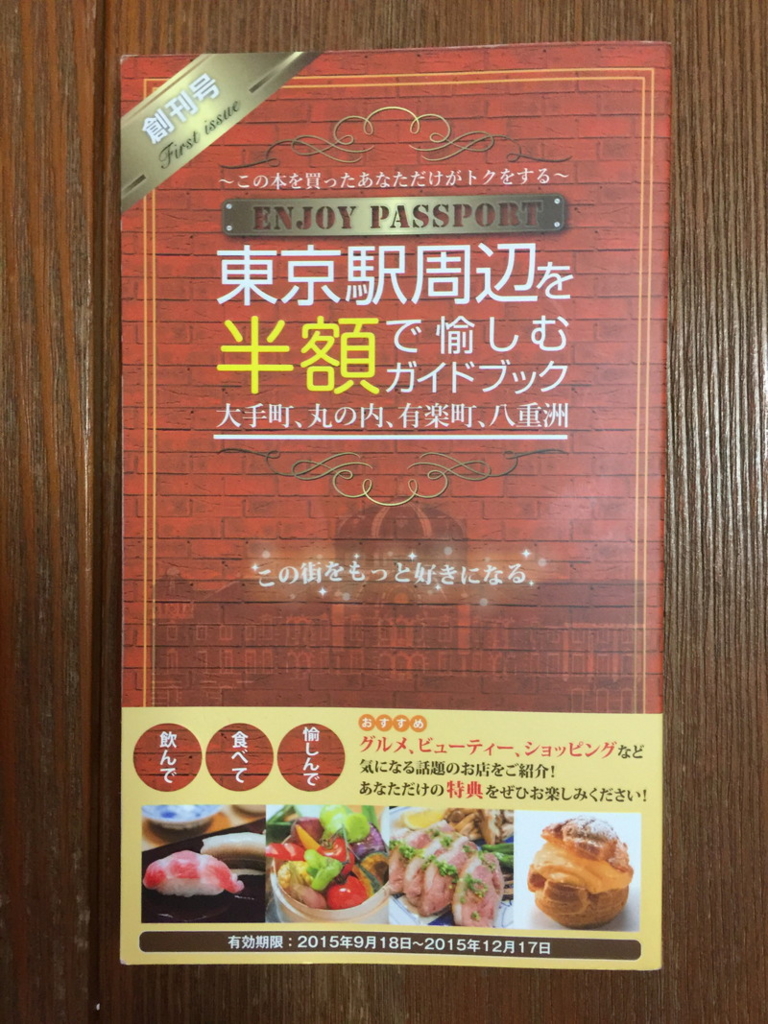 創刊号
First issue
～この本を買ったあなただけがトクをする～
ENJOY PASSPORT
東京駅周辺を
半額で愉しむ
ガイドブック
大手町、丸の内、有楽町、八重洲
この街をもっと好きになる。
飲んで
食べて
愉しんで
おすすめ
グルメ、ビューティー、ショッピングなど
気になる話題のお店をご紹介!
あなただけの特典をぜひお楽しみください!
有効期限：2015年9月18日～2015年12月17日